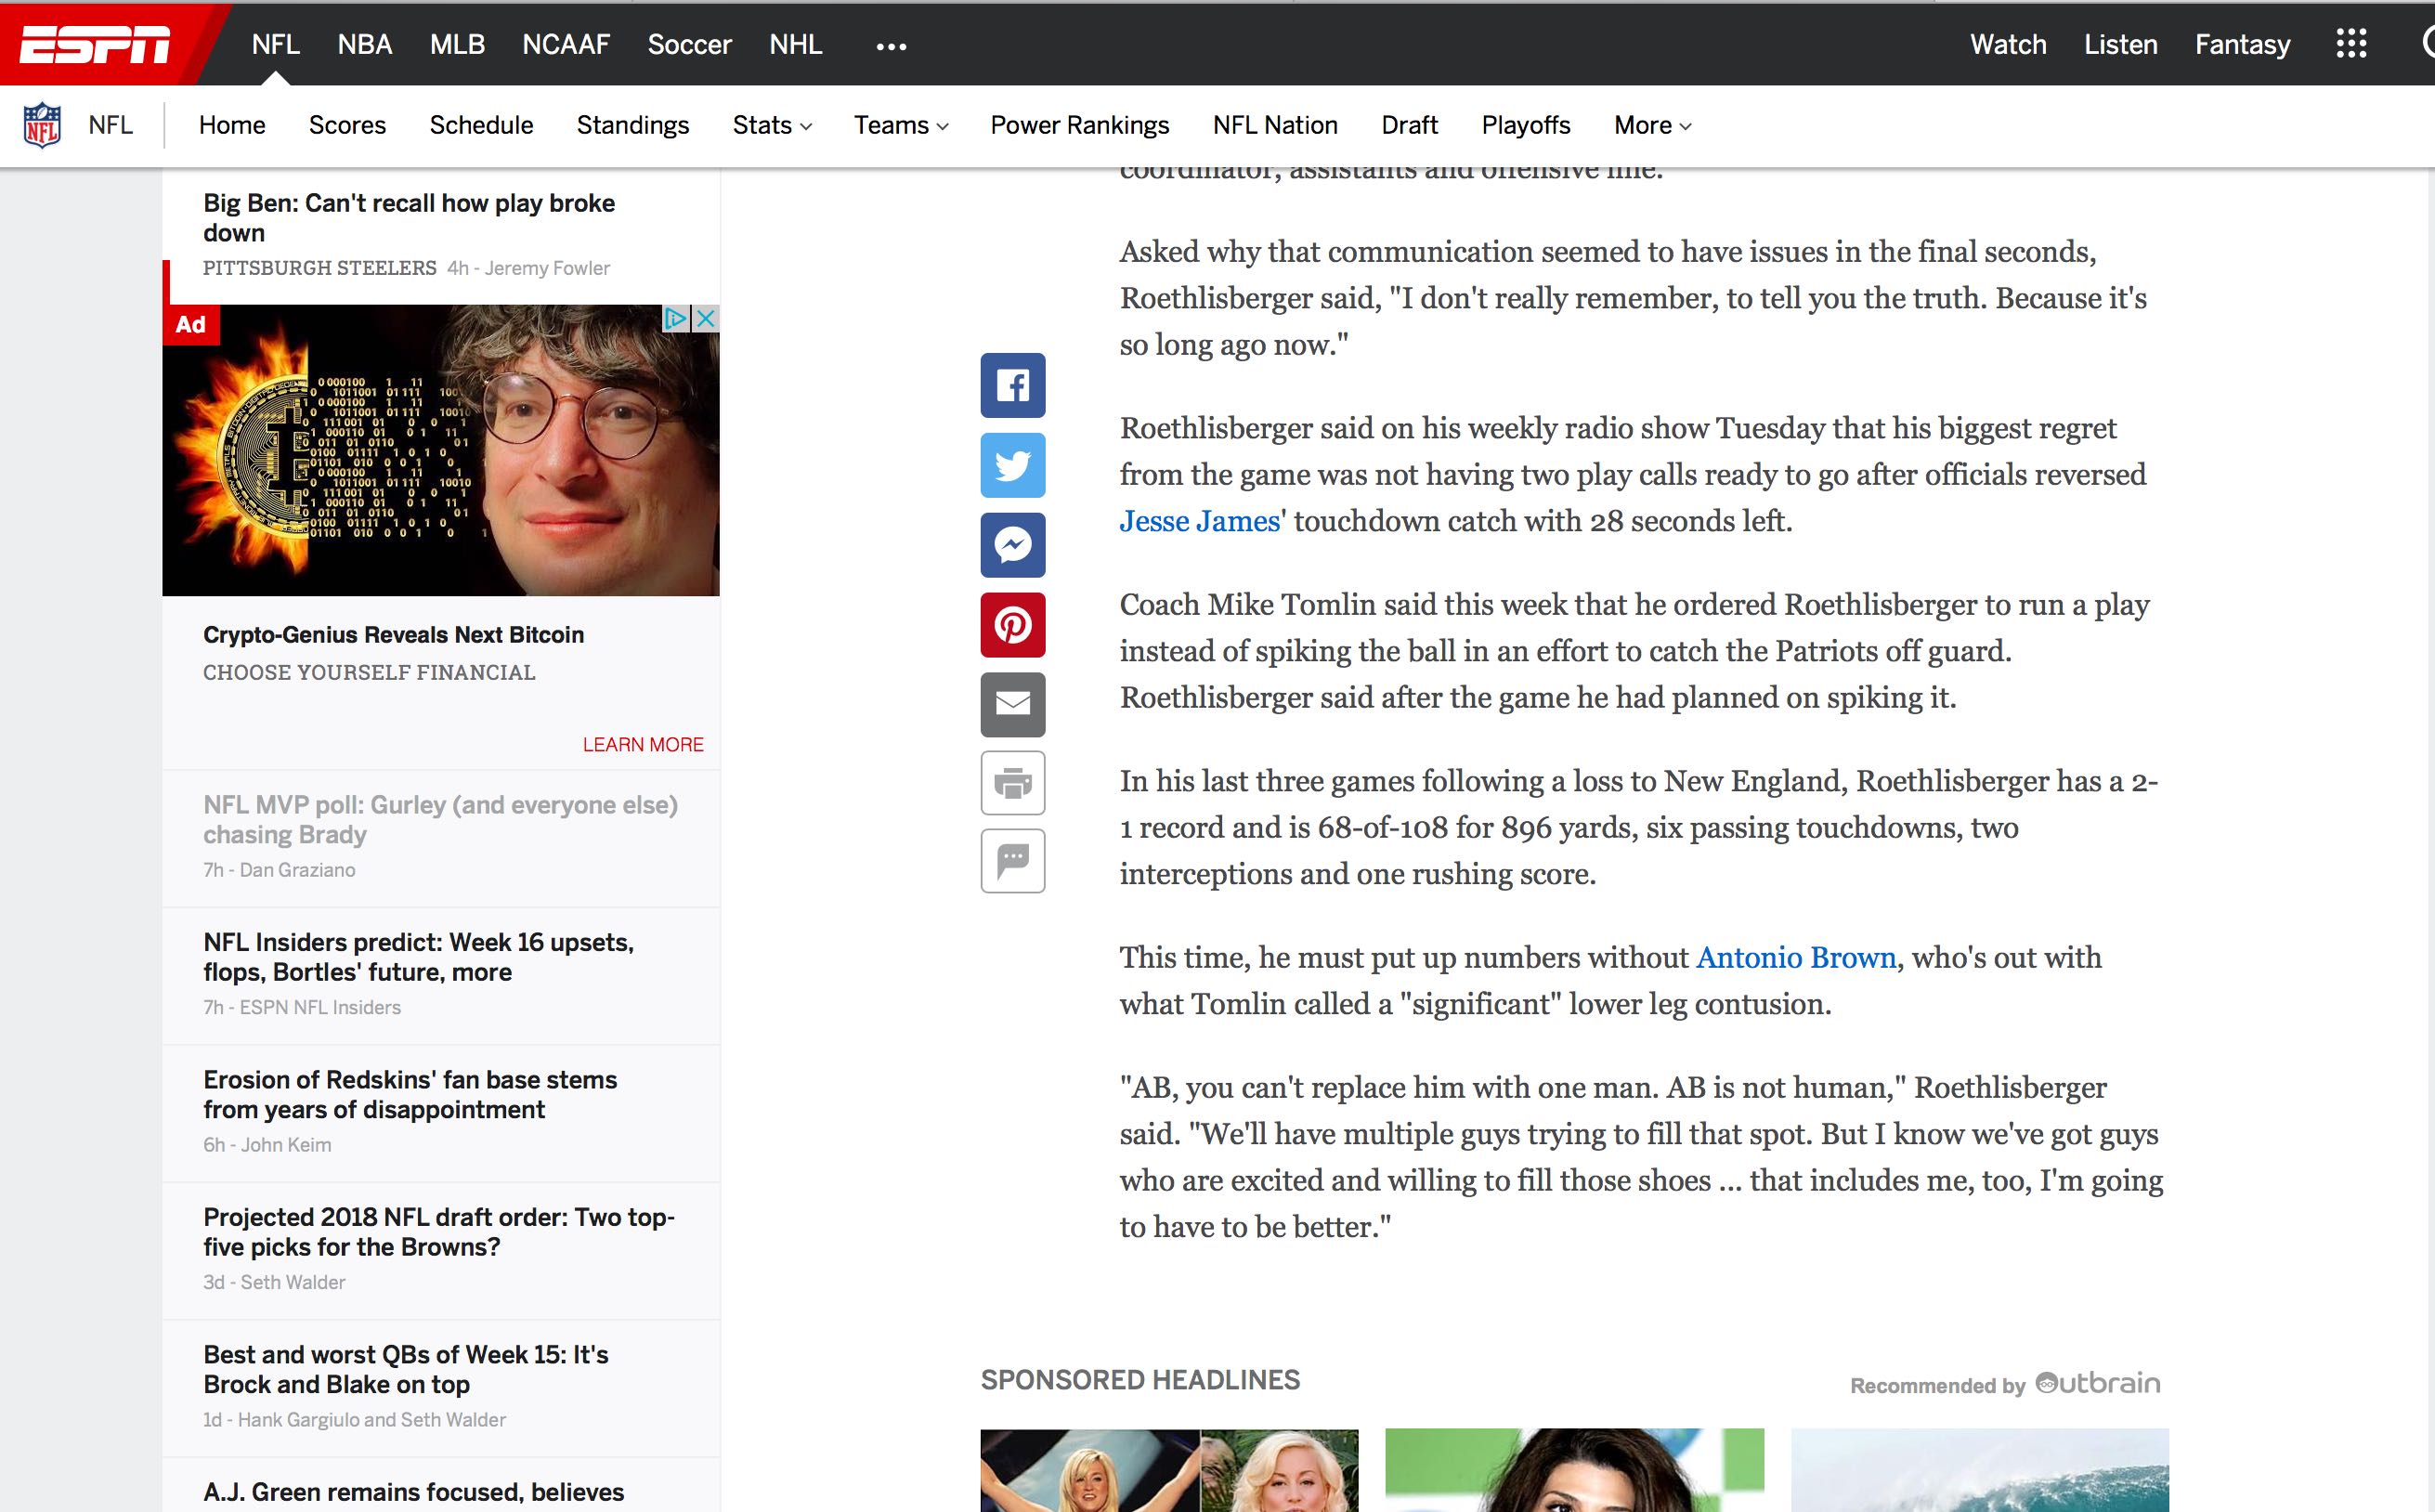 ESPN
NFL NBA MLB NCAAF Soccer NHL ...
Watch Listen Fantasy
NFL NFL Home Scores Schedule Standings Stats Teams Power Rankings NFL Nation Draft Playoffs More
Big Ben: Can't recall how play broke
down
PITTSBURGH STEELERS 4h - Jeremy Fowler
Ad
Crypto-Genius Reveals Next Bitcoin
CHOOSE YOURSELF FINANCIAL
LEARN MORE
NFL MVP poll: Gurley (and everyone else)
chasing Brady
7h - Dan Graziano
NFL Insiders predict: Week 16 upsets,
flops, Bortles' future, more
7h - ESPN NFL Insiders
Erosion of Redskins' fan base stems
from years of disappointment
6h - John Keim
Projected 2018 NFL draft order: Two top-
five picks for the Browns?
3d - Seth Walder
Best and worst QBs of Week 15: It's
Brock and Blake on top
1d - Hank Gargiulo and Seth Walder
A.J. Green remains focused, believes
coordinator, assistants and offensive line.
Asked why that communication seemed to have issues in the final seconds,
Roethlisberger said, "I don't really remember, to tell you the truth. Because it's
so long ago now."
Roethlisberger said on his weekly radio show Tuesday that his biggest regret
from the game was not having two play calls ready to go after officials reversed
Jesse James' touchdown catch with 28 seconds left.
Coach Mike Tomlin said this week that he ordered Roethlisberger to run a play
instead of spiking the ball in an effort to catch the Patriots off guard.
Roethlisberger said after the game he had planned on spiking it.
In his last three games following a loss to New England, Roethlisberger has a 2-
1 record and is 68-of-108 for 896 yards, six passing touchdowns, two
interceptions and one rushing score.
This time, he must put up numbers without Antonio Brown, who's out with
what Tomlin called a "significant" lower leg contusion.
"AB, you can't replace him with one man. AB is not human," Roethlisberger
said. "We'll have multiple guys trying to fill that spot. But I know we've got guys
who are excited and willing to fill those shoes ... that includes me, too, I'm going
to have to be better."
SPONSORED HEADLINES
Recommended by Outbrain